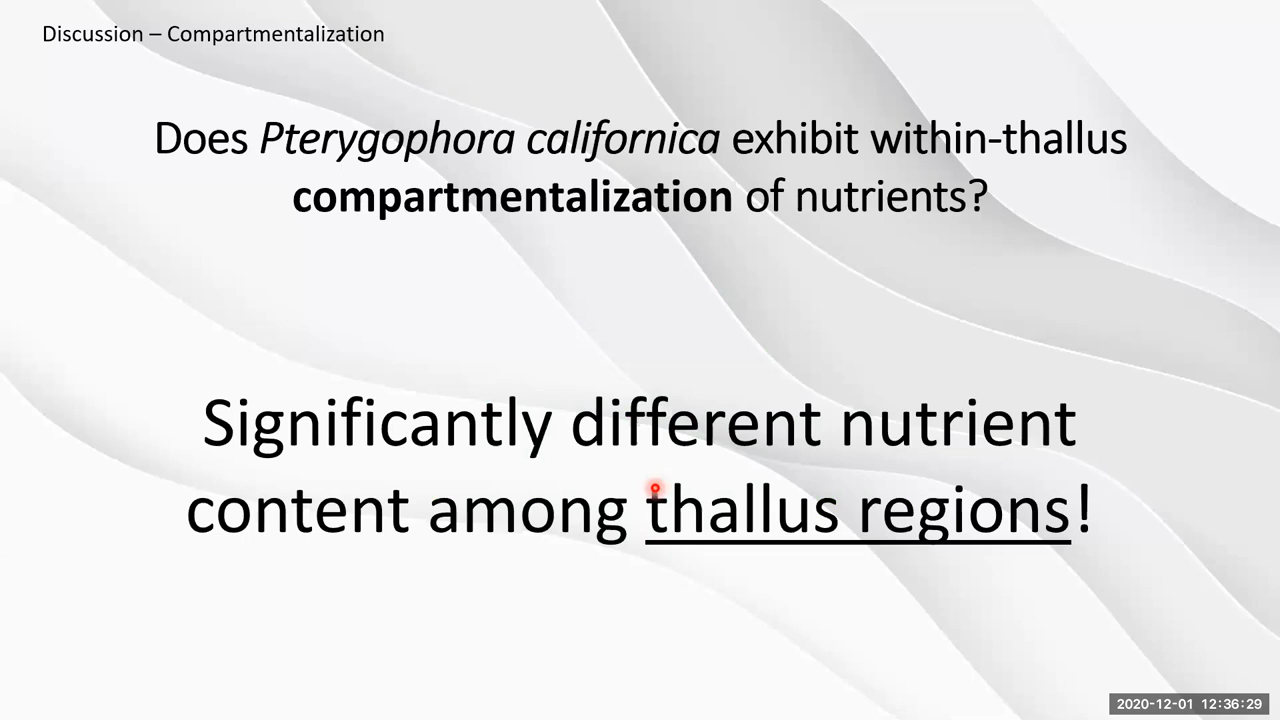 Discussion – Compartmentalization
Does Pterygophora californica exhibit within-thallus
compartmentalization of nutrients?
Significantly different nutrient
content among thallus regions!
2020-12-01 12:36:29